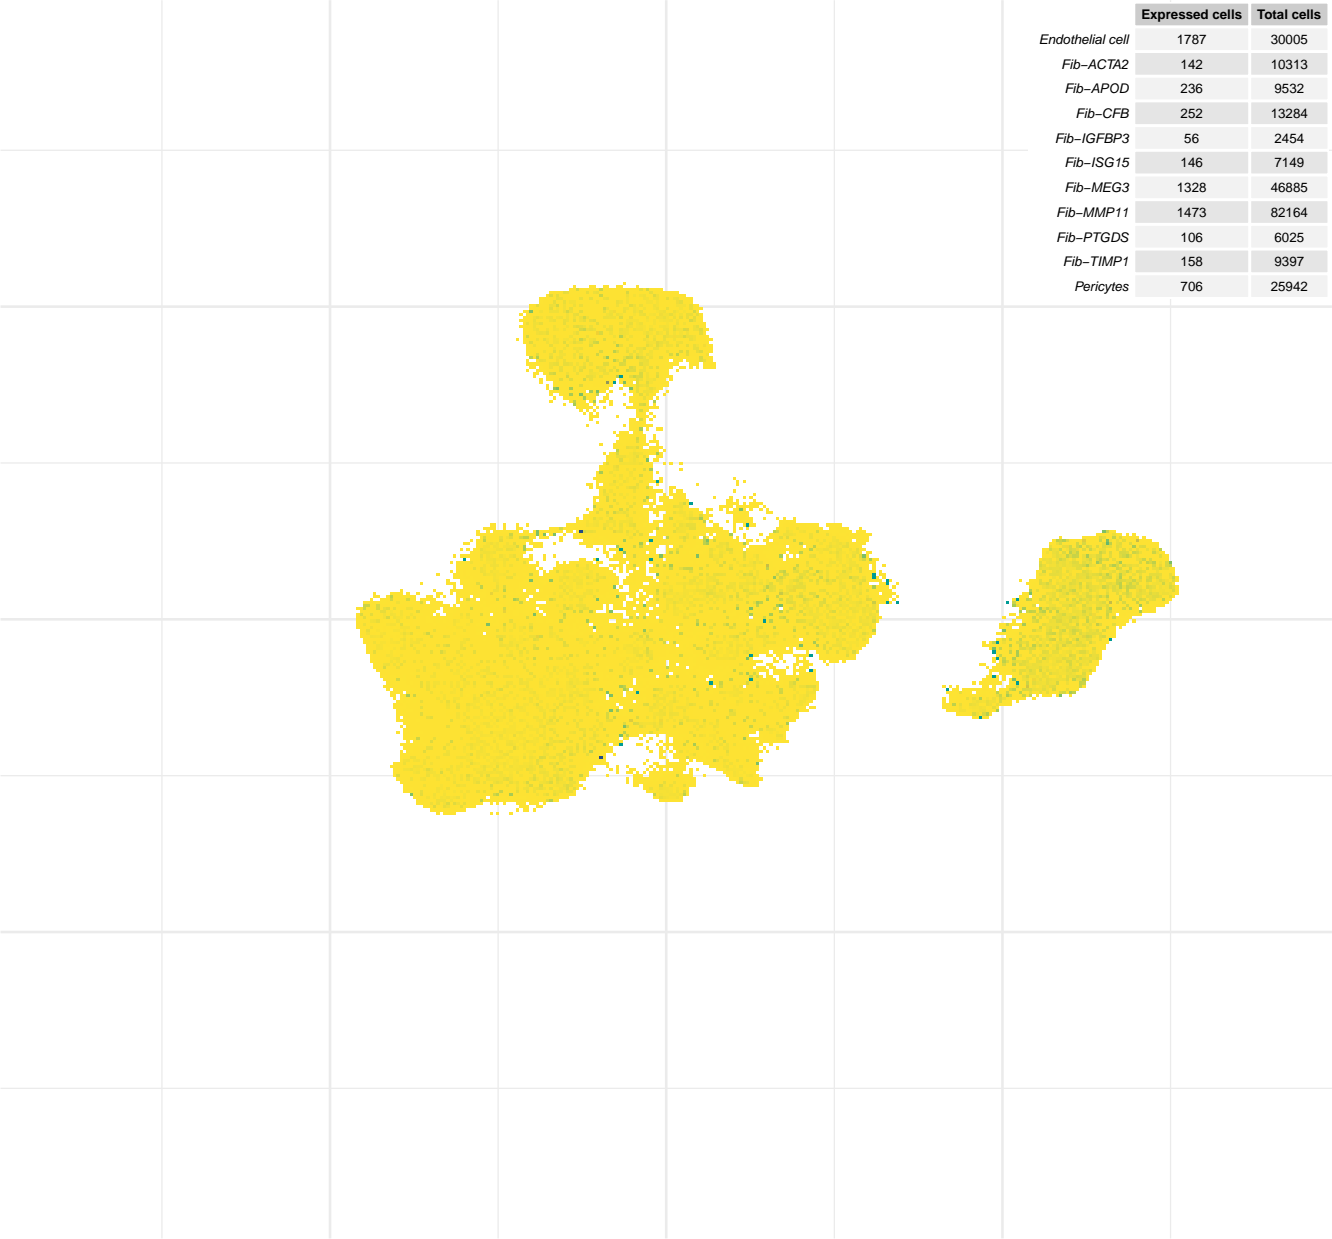 Expressed cells Total cells
Endothelial cell 1787 30005
Fib−ACTA2 142 10313
Fib−APOD 236 9532
Fib−CFB 252 13284
Fib−IGFBP3 56 2454
Fib−ISG15 146 7149
Fib−MEG3 1328 46885
Fib−MMP11 1473 82164
Fib−PTGDS 106 6025
Fib−TIMP1 158 9397
Pericytes 706 25942